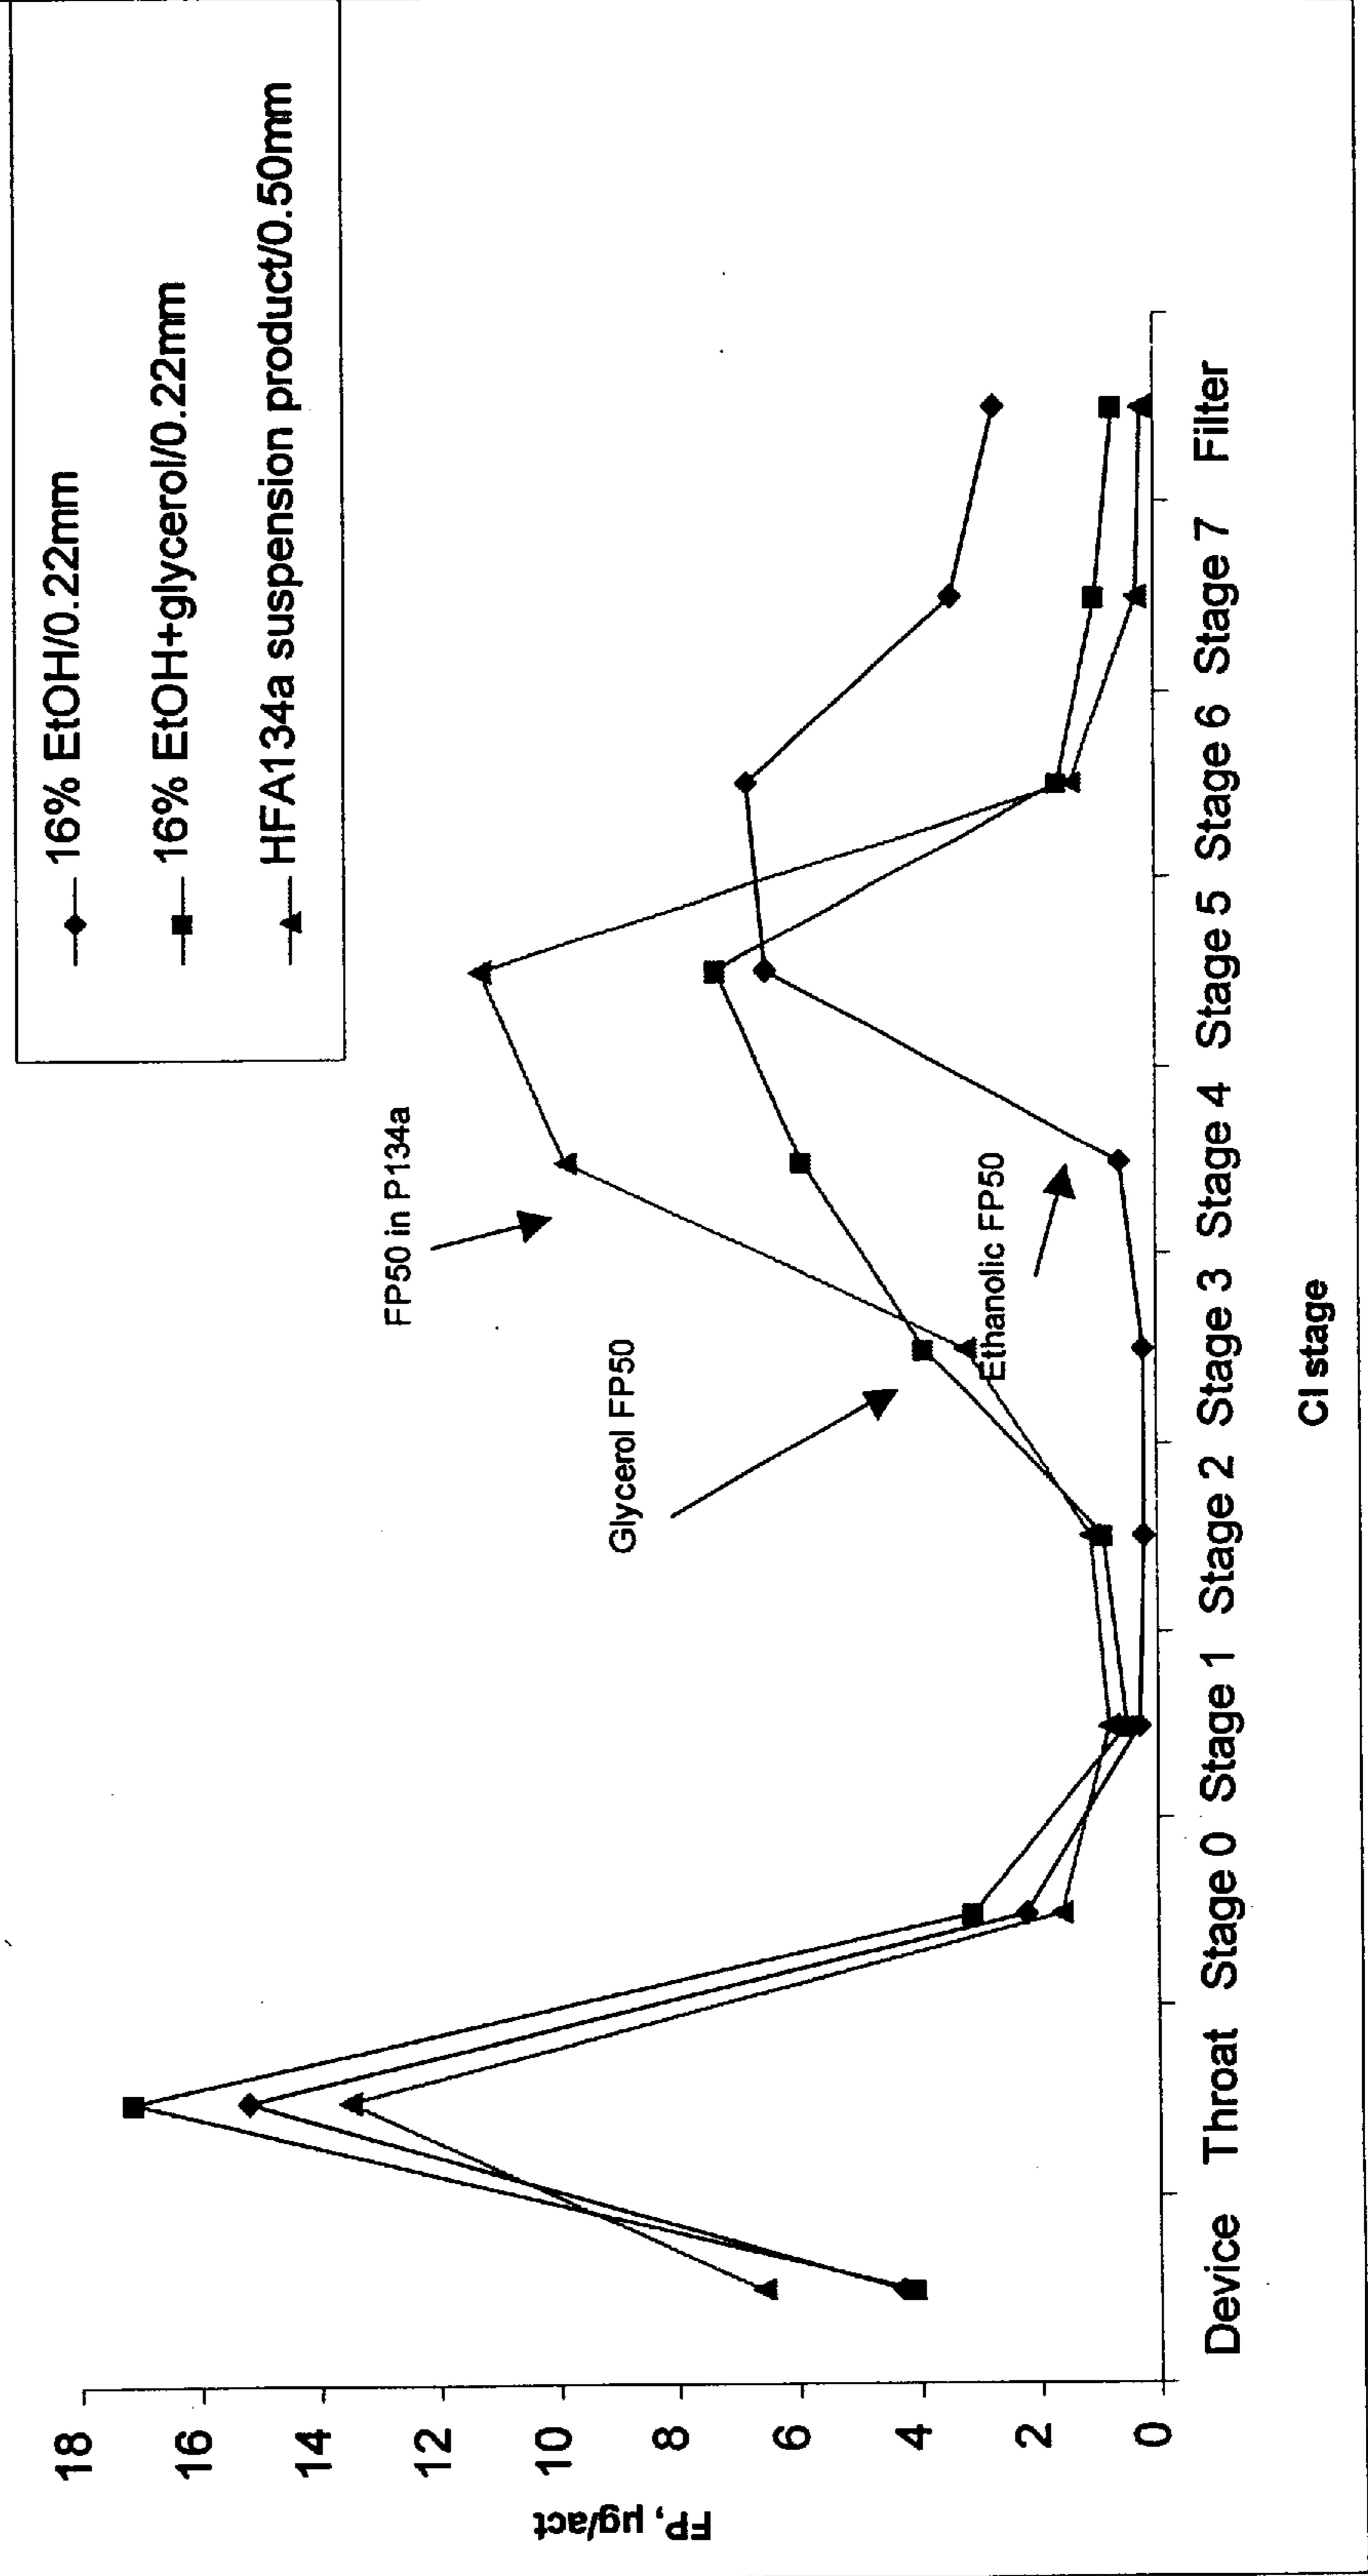 16% EtOH/0.22mm
16% EtOH+glycerol/0.22mm
HFA134a suspension product/0.50mm
FP50 in P134a
Glycerol FP50
Ethanolic FP50
FP, µg/act
18
16
14
12
10
8
6
4
2
0
Device Throat Stage 0 Stage 1 Stage 2 Stage 3 Stage 4 Stage 5 Stage 6 Stage 7 Filter
CI stage